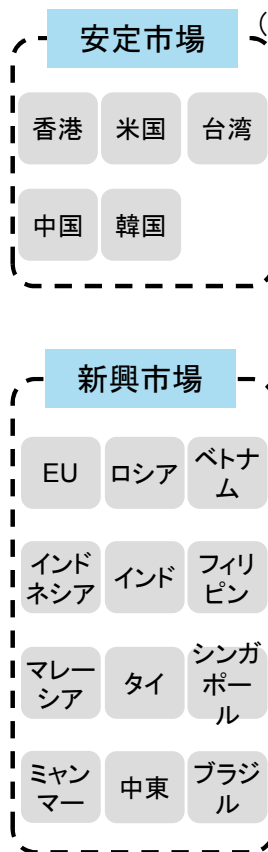 安定市場
(
香港 米国 台湾
中国 韓国
新興市場
EU ロシア ベトナ
ム
インド
ネシア
インド
フィリ
ピン
マレー
シア
タイ
シンガ
ポー
ル
ミャン
マー
中東
ブラジ
ル